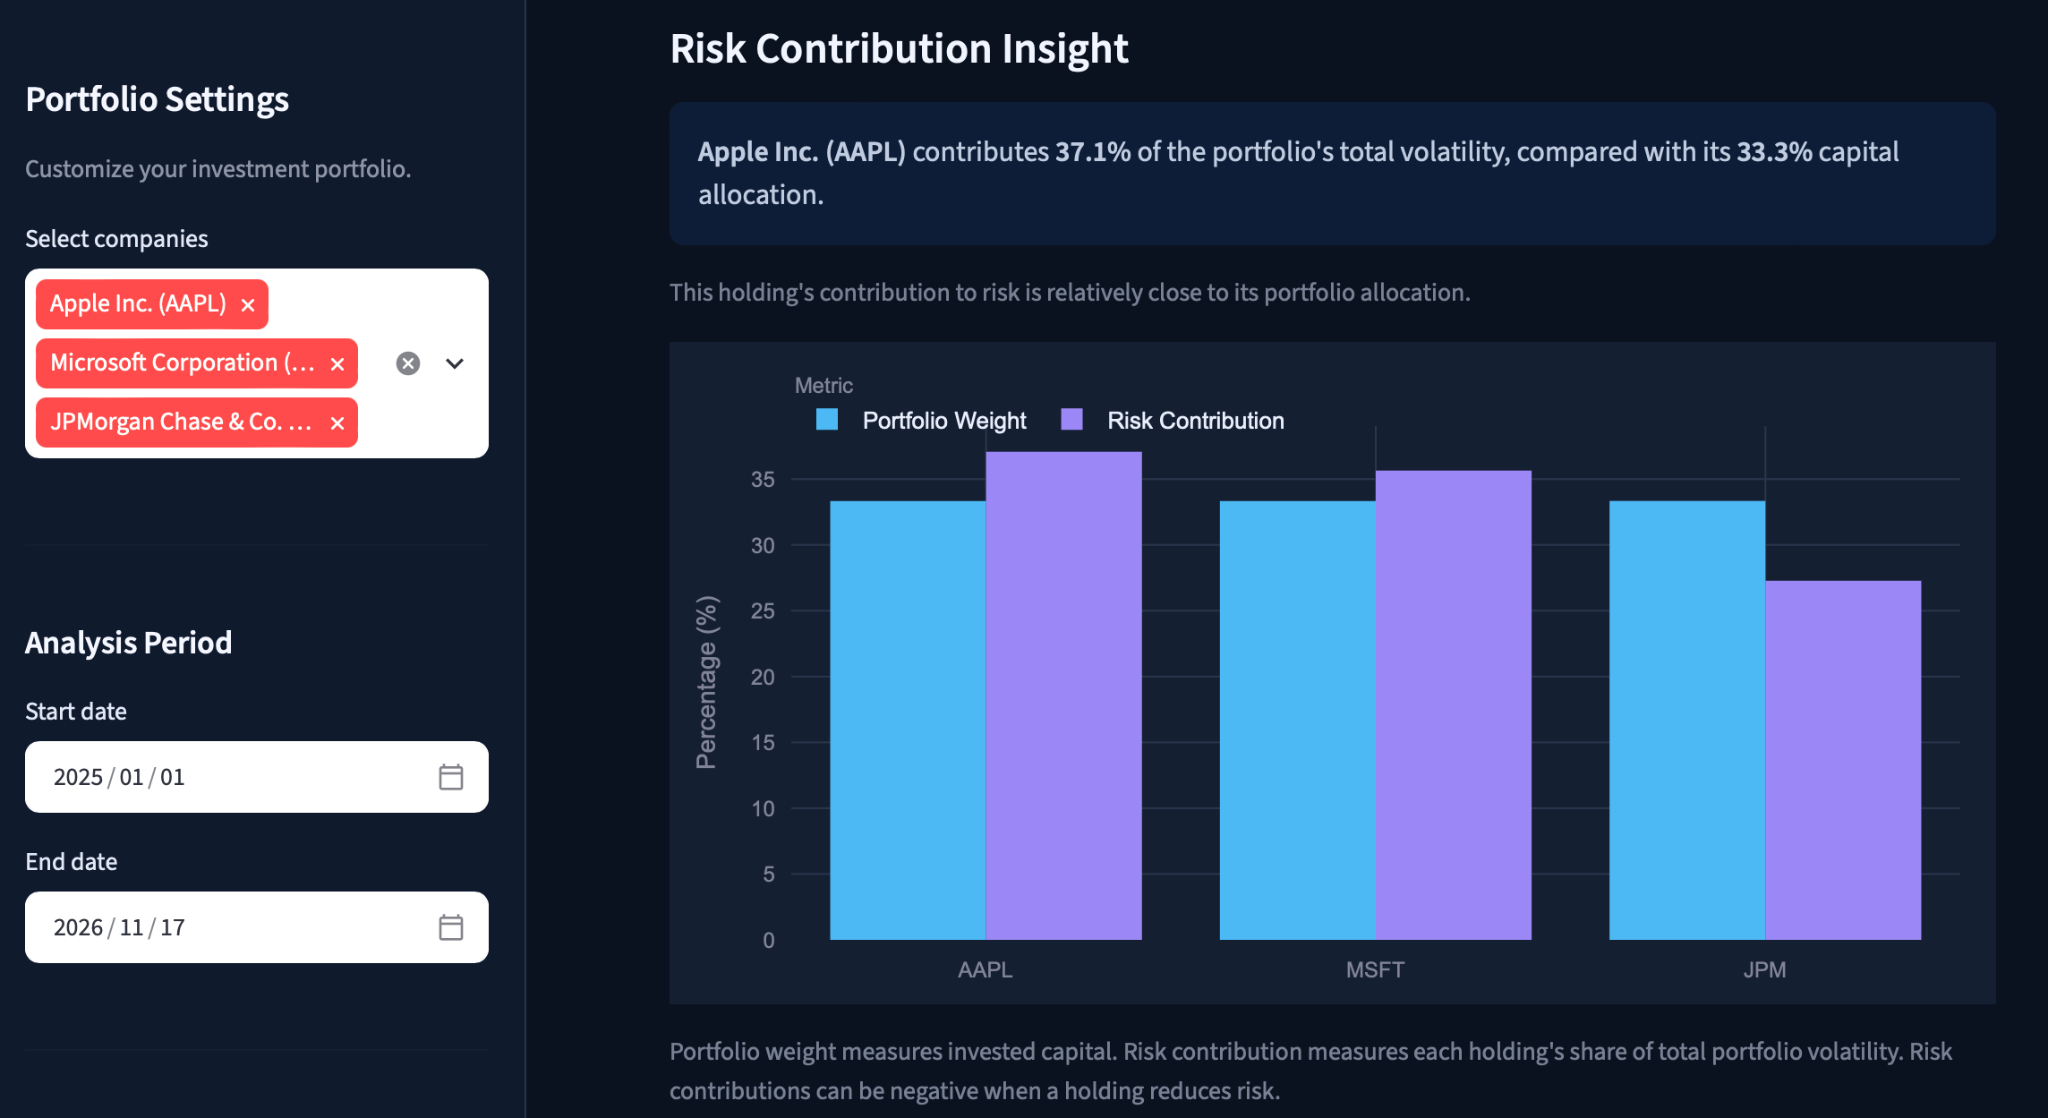 Portfolio Settings
Customize your investment portfolio.
Select companies
Apple Inc. (AAPL) ×
Microsoft Corporation (... ×
JPMorgan Chase & Co. ... ×
Analysis Period
Start date
2025/01/01
End date
2026/11/17
Risk Contribution Insight
Apple Inc. (AAPL) contributes 37.1% of the portfolio's total volatility, compared with its 33.3% capital
allocation.
This holding's contribution to risk is relatively close to its portfolio allocation.
Metric
Portfolio Weight
Risk Contribution
Percentage (%)
35
30
25
20
15
10
5
0
AAPL
MSFT
JPM
Portfolio weight measures invested capital. Risk contribution measures each holding's share of total portfolio volatility. Risk
contributions can be negative when a holding reduces risk.